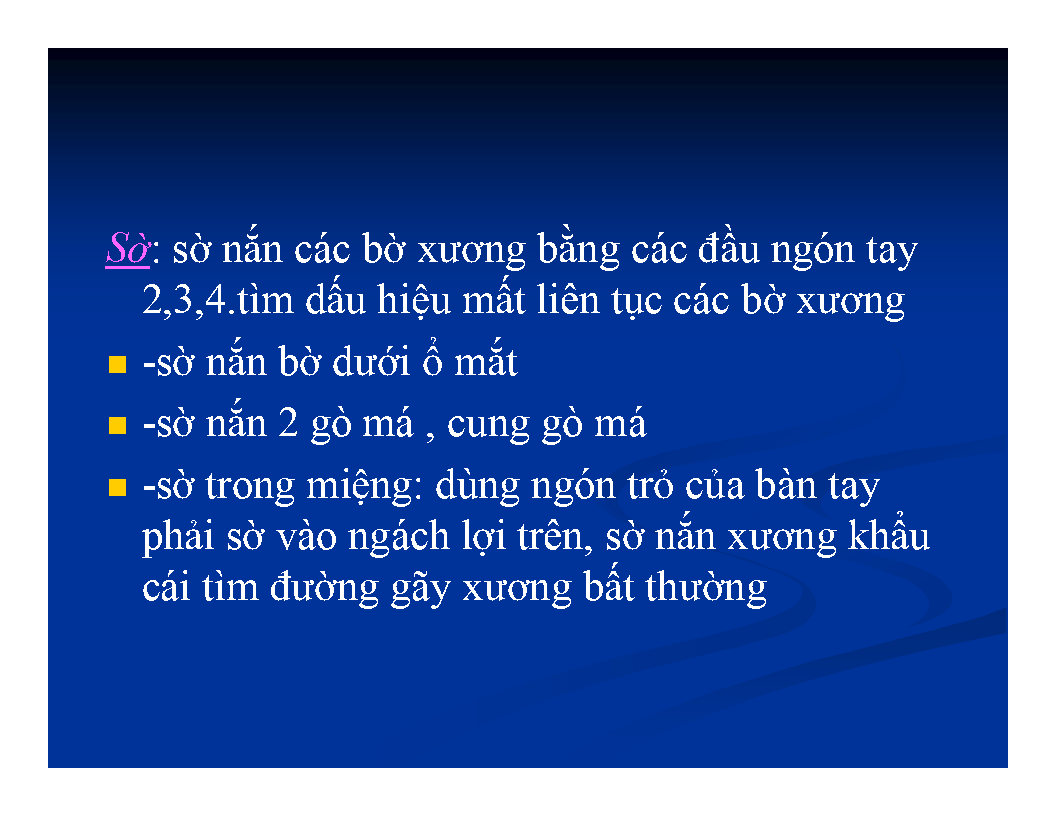 Sờ: sờ nắn các bờ xương bằng các đầu ngón tay
2,3,4.tìm dấu hiệu mất liên tục các bờ xương
-sờ nắn bờ dưới ổ mắt
-sờ nắn 2 gò má , cung gò má
-sờ trong miệng: dùng ngón trỏ của bàn tay
phải sờ vào ngách lợi trên, sờ nắn xương khẩu
cái tìm đường gãy xương bất thường